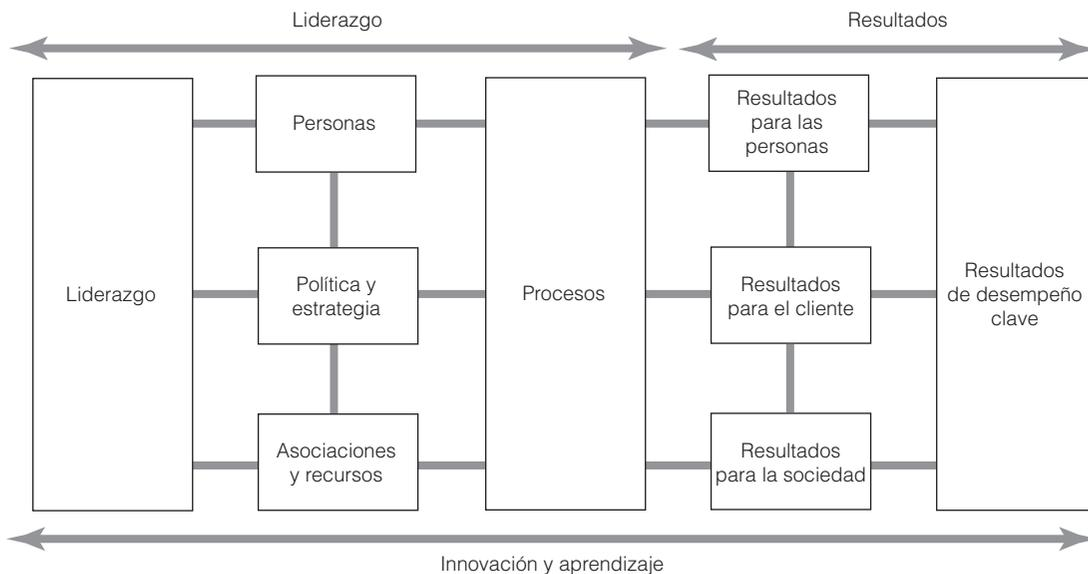 Liderazgo
Resultados
Liderazgo
Personas
Política y
estrategia
Asociaciones
y recursos
Procesos
Resultados
para las
personas
Resultados
para el cliente
Resultados
para la sociedad
Resultados
de desempeño
clave
Innovación y aprendizaje